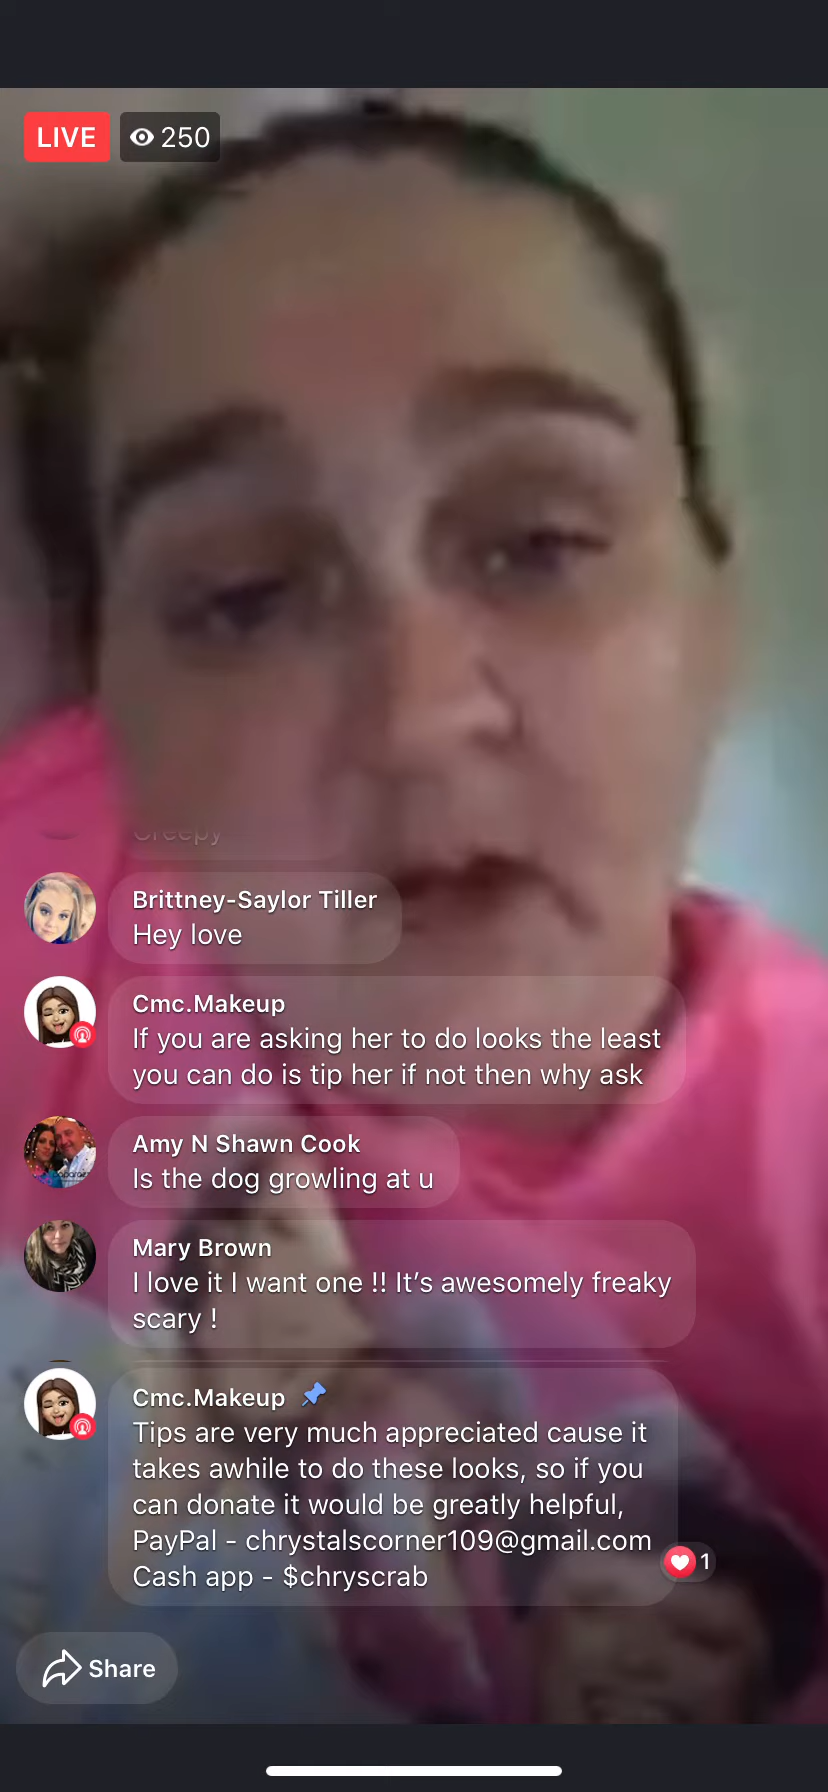 LIVE 250
Creepy
Brittney-Saylor Tiller
Hey love
Cmc.Makeup
If you are asking her to do looks the least
you can do is tip her if not then why ask
Amy N Shawn Cook
Is the dog growling at u
Mary Brown
I love it I want one !! It’s awesomely freaky
scary !
Cmc.Makeup
Tips are very much appreciated cause it
takes awhile to do these looks, so if you
can donate it would be greatly helpful,
PayPal - chrystalscorner109@gmail.com
Cash app - $chryscrab
1
Share